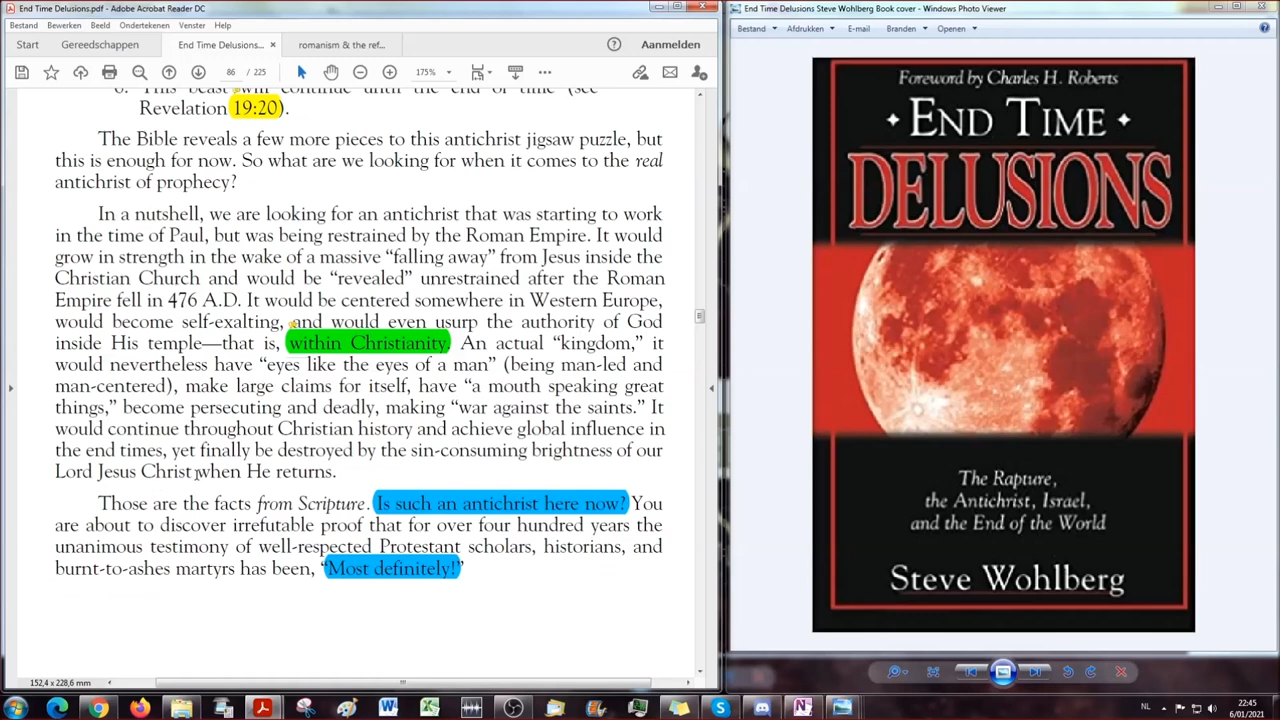 End Time Delusions.pdf - Adobe Acrobat Reader DC
Bestand Bewerken Beeld Ondertekenen Venster Help
Start Gereedschappen End Time Delusions... × romanism & the ref... Aanmelden
86 / 225 175%
6. This beast will continue until the end of time (see
Revelation 19:20).
The Bible reveals a few more pieces to this antichrist jigsaw puzzle, but
this is enough for now. So what are we looking for when it comes to the real
antichrist of prophecy?
In a nutshell, we are looking for an antichrist that was starting to work
in the time of Paul, but was being restrained by the Roman Empire. It would
grow in strength in the wake of a massive “falling away” from Jesus inside the
Christian Church and would be “revealed” unrestrained after the Roman
Empire fell in 476 A.D. It would be centered somewhere in Western Europe,
would become self-exalting, and would even usurp the authority of God
inside His temple—that is, within Christianity. An actual “kingdom,” it
would nevertheless have “eyes like the eyes of a man” (being man-led and
man-centered), make large claims for itself, have “a mouth speaking great
things,” become persecuting and deadly, making “war against the saints.” It
would continue throughout Christian history and achieve global influence in
the end times, yet finally be destroyed by the sin-consuming brightness of our
Lord Jesus Christ when He returns.
Those are the facts from Scripture. Is such an antichrist here now? You
are about to discover irrefutable proof that for over four hundred years the
unanimous testimony of well-respected Protestant scholars, historians, and
burnt-to-ashes martyrs has been, “Most definitely!”
152,4 x 228,6 mm
End Time Delusions Steve Wohlberg Book cover - Windows Photo Viewer
Bestand Afdrukken E-mail Branden Openen
Foreword by Charles H. Roberts
END TIME
DELUSIONS
The Rapture,
the Antichrist, Israel,
and the End of the World
Steve Wohlberg
NL 22:45
6/01/2021